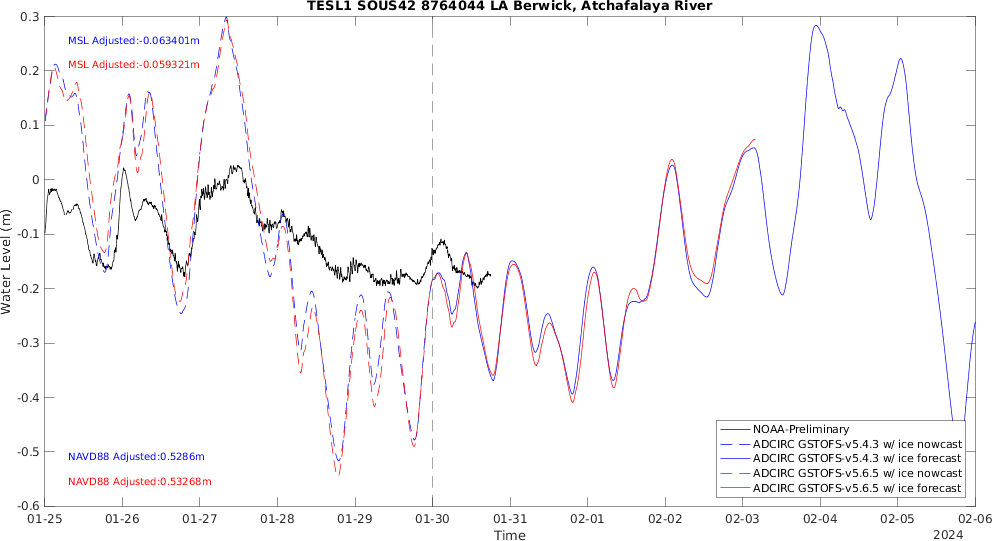 TESL1 SOUS42 8764044 LA Berwick, Atchafalaya River
MSL Adjusted:-0.063401m
MSL Adjusted:-0.059321m
NAVD88 Adjusted:0.5286m
NAVD88 Adjusted:0.53268m
Water Level (m)
0.3
0.2
0.1
0
-0.1
-0.2
-0.3
-0.4
-0.5
-0.6
NOAA-Preliminary
ADCIRC GSTOFS-v5.4.3 w/ ice nowcast
ADCIRC GSTOFS-v5.4.3 w/ ice forecast
ADCIRC GSTOFS-v5.6.5 w/ ice nowcast
ADCIRC GSTOFS-v5.6.5 w/ ice forecast
01-25 01-26 01-27 01-28 01-29 01-30 01-31 02-01 02-02 02-03 02-04 02-05 02-06
Time
2024